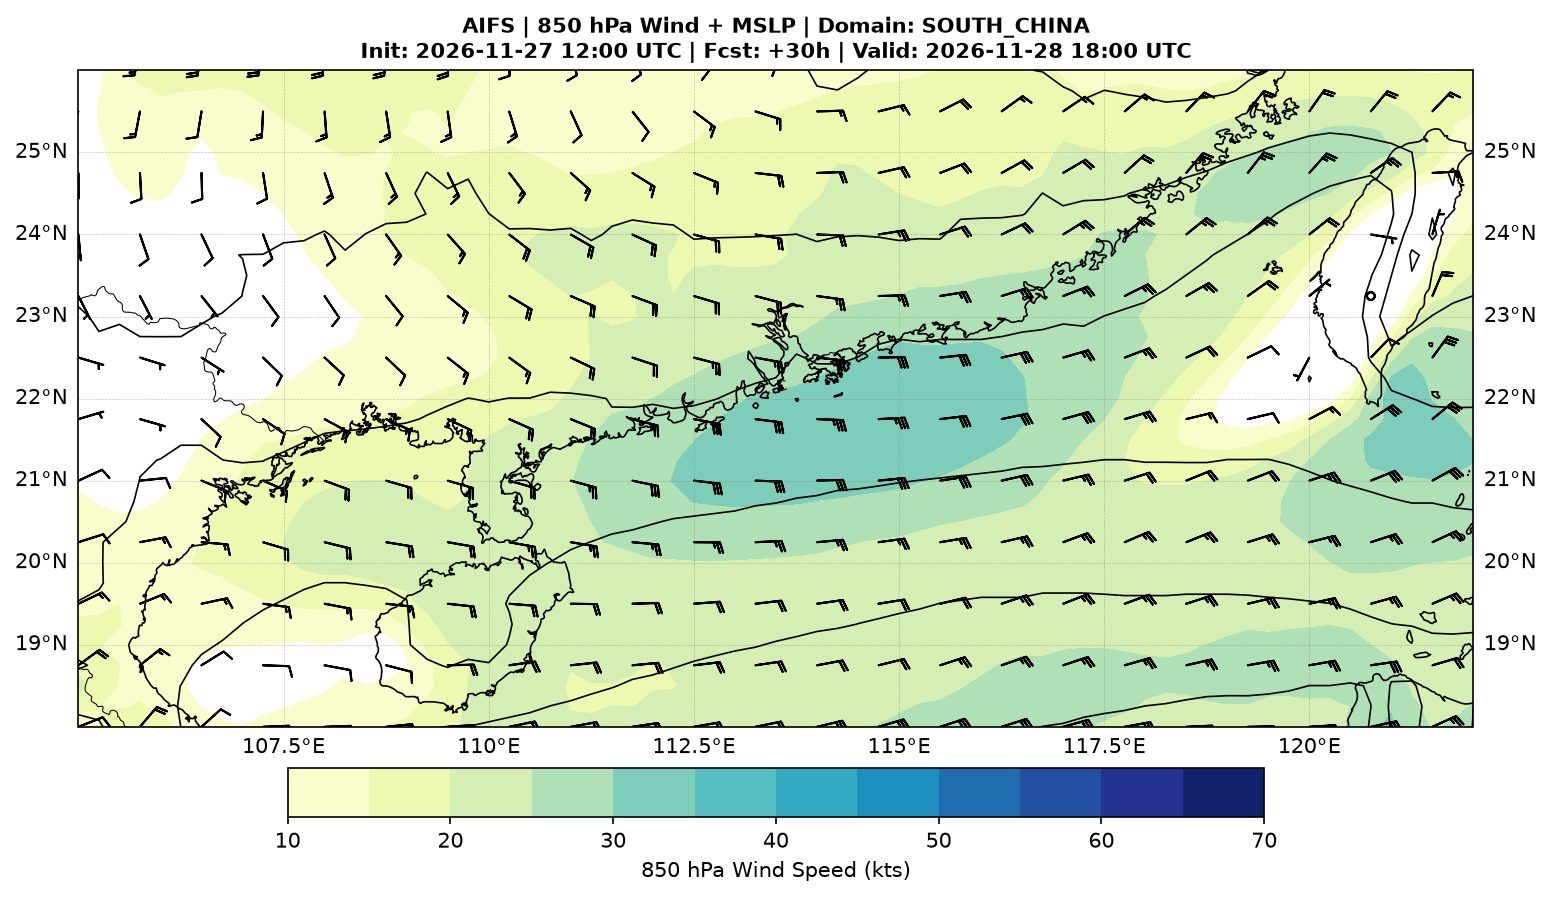 AIFS | 850 hPa Wind + MSLP | Domain: SOUTH_CHINA
Init: 2026-11-27 12:00 UTC | Fcst: +30h | Valid: 2026-11-28 18:00 UTC
25°N 25°N
24°N 24°N
23°N 23°N
22°N 22°N
21°N 21°N
20°N 20°N
19°N 19°N
107.5°E 110°E 112.5°E 115°E 117.5°E 120°E
10 20 30 40 50 60 70
850 hPa Wind Speed (kts)